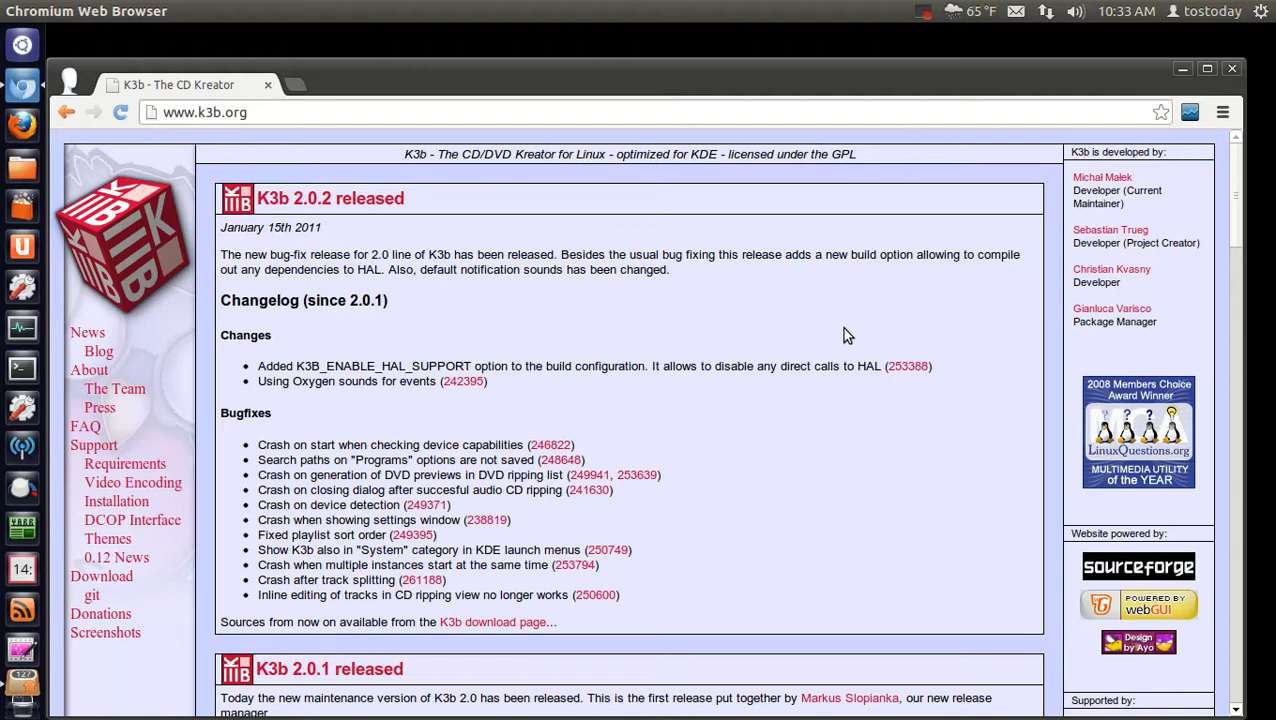 Chromium Web Browser
65 °F
10:33 AM
tostoday
K3b - The CD Kreator
www.k3b.org
K3b - The CD/DVD Kreator for Linux - optimized for KDE - licensed under the GPL
K3b 2.0.2 released
January 15th 2011
The new bug-fix release for 2.0 line of K3b has been released. Besides the usual bug fixing this release adds a new build option allowing to compile
out any dependencies to HAL. Also, default notification sounds has been changed.
Changelog (since 2.0.1)
Changes
Added K3B_ENABLE_HAL_SUPPORT option to the build configuration. It allows to disable any direct calls to HAL (253388)
Using Oxygen sounds for events (242395)
Bugfixes
Crash on start when checking device capabilities (246822)
Search paths on "Programs" options are not saved (248648)
Crash on generation of DVD previews in DVD ripping list (249941, 253639)
Crash on closing dialog after succesful audio CD ripping (241630)
Crash on device detection (249371)
Crash when showing settings window (238819)
Fixed playlist sort order (249395)
Show K3b also in "System" category in KDE launch menus (250749)
Crash when multiple instances start at the same time (253794)
Crash after track splitting (261188)
Inline editing of tracks in CD ripping view no longer works (250600)
Sources from now on available from the K3b download page...
K3b 2.0.1 released
Today the new maintenance version of K3b 2.0 has been released. This is the first release put together by Markus Slopianka, our new release
manager.
News
Blog
About
The Team
Press
FAQ
Support
Requirements
Video Encoding
Installation
DCOP Interface
Themes
0.12 News
Download
git
Donations
Screenshots
K3b is developed by:
Michał Małek
Developer (Current
Maintainer)
Sebastian Trueg
Developer (Project Creator)
Christian Kvasny
Developer
Gianluca Varisco
Package Manager
2008 Members Choice
Award Winner
LinuxQuestions.org
MULTIMEDIA UTILITY
of the YEAR
Website powered by:
sourceforge
POWERED BY
webGUI
Design
by Ayo
Supported by:
14:
127